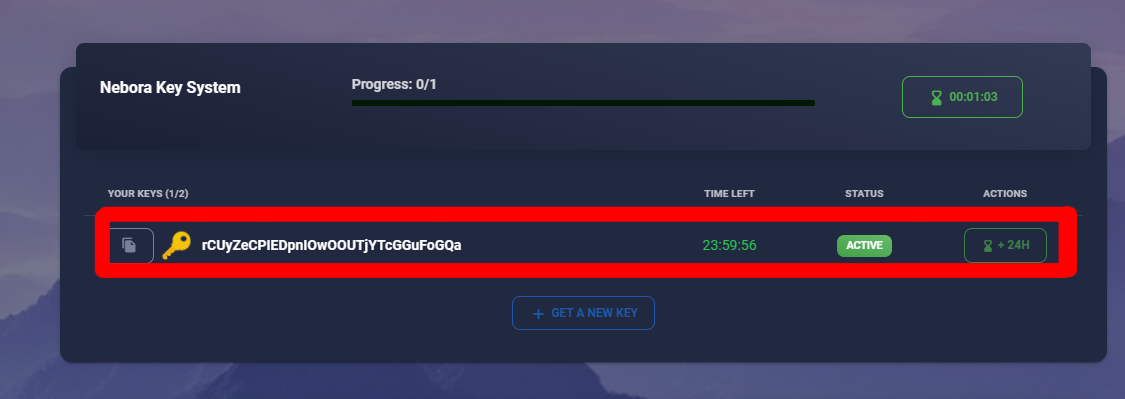 Nebora Key System
Progress: 0/1
00:01:03
YOUR KEYS (1/2) TIME LEFT STATUS ACTIONS
rCUyZeCPIEDpnIOwOOUTjYTcGGuFoGQa 23:59:56 ACTIVE + 24H
+ GET A NEW KEY